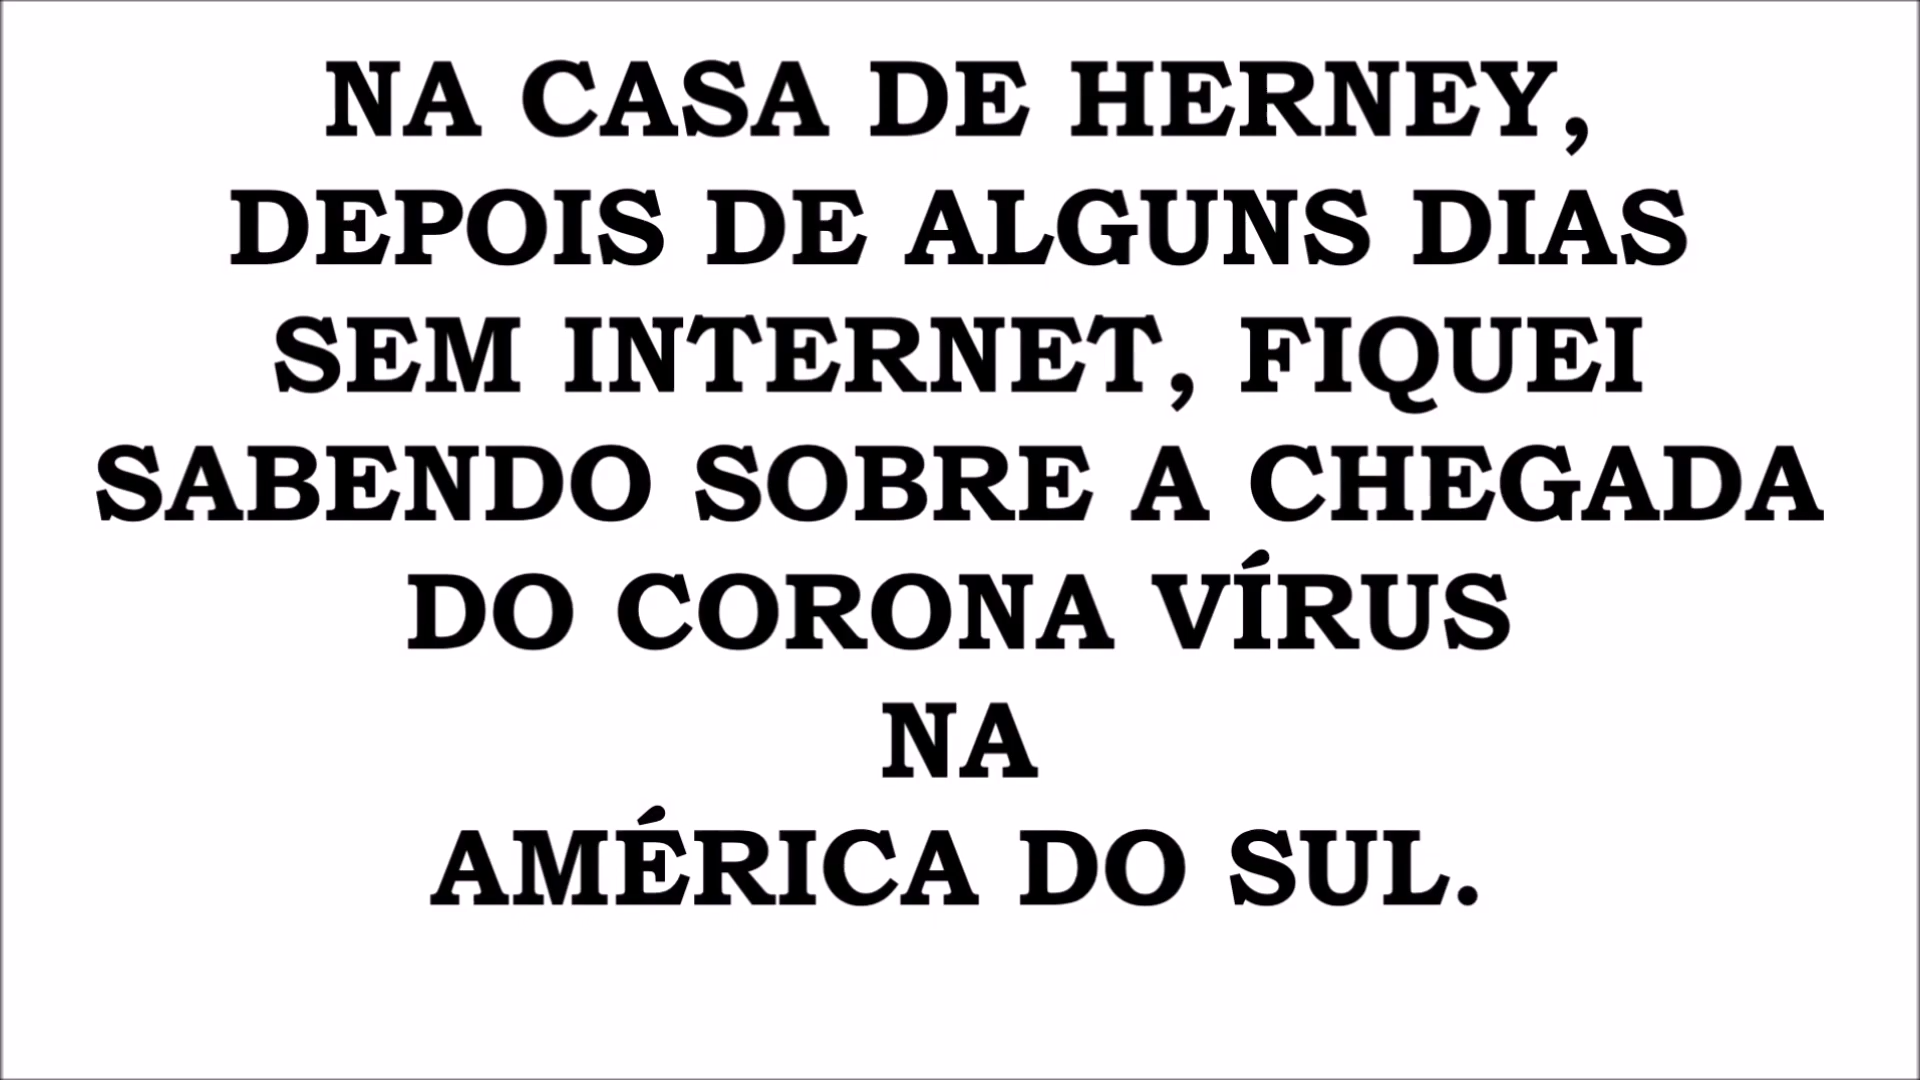 NA CASA DE HERNEY,
DEPOIS DE ALGUNS DIAS
SEM INTERNET, FIQUEI
SABENDO SOBRE A CHEGADA
DO CORONA VÍRUS
NA
AMÉRICA DO SUL.